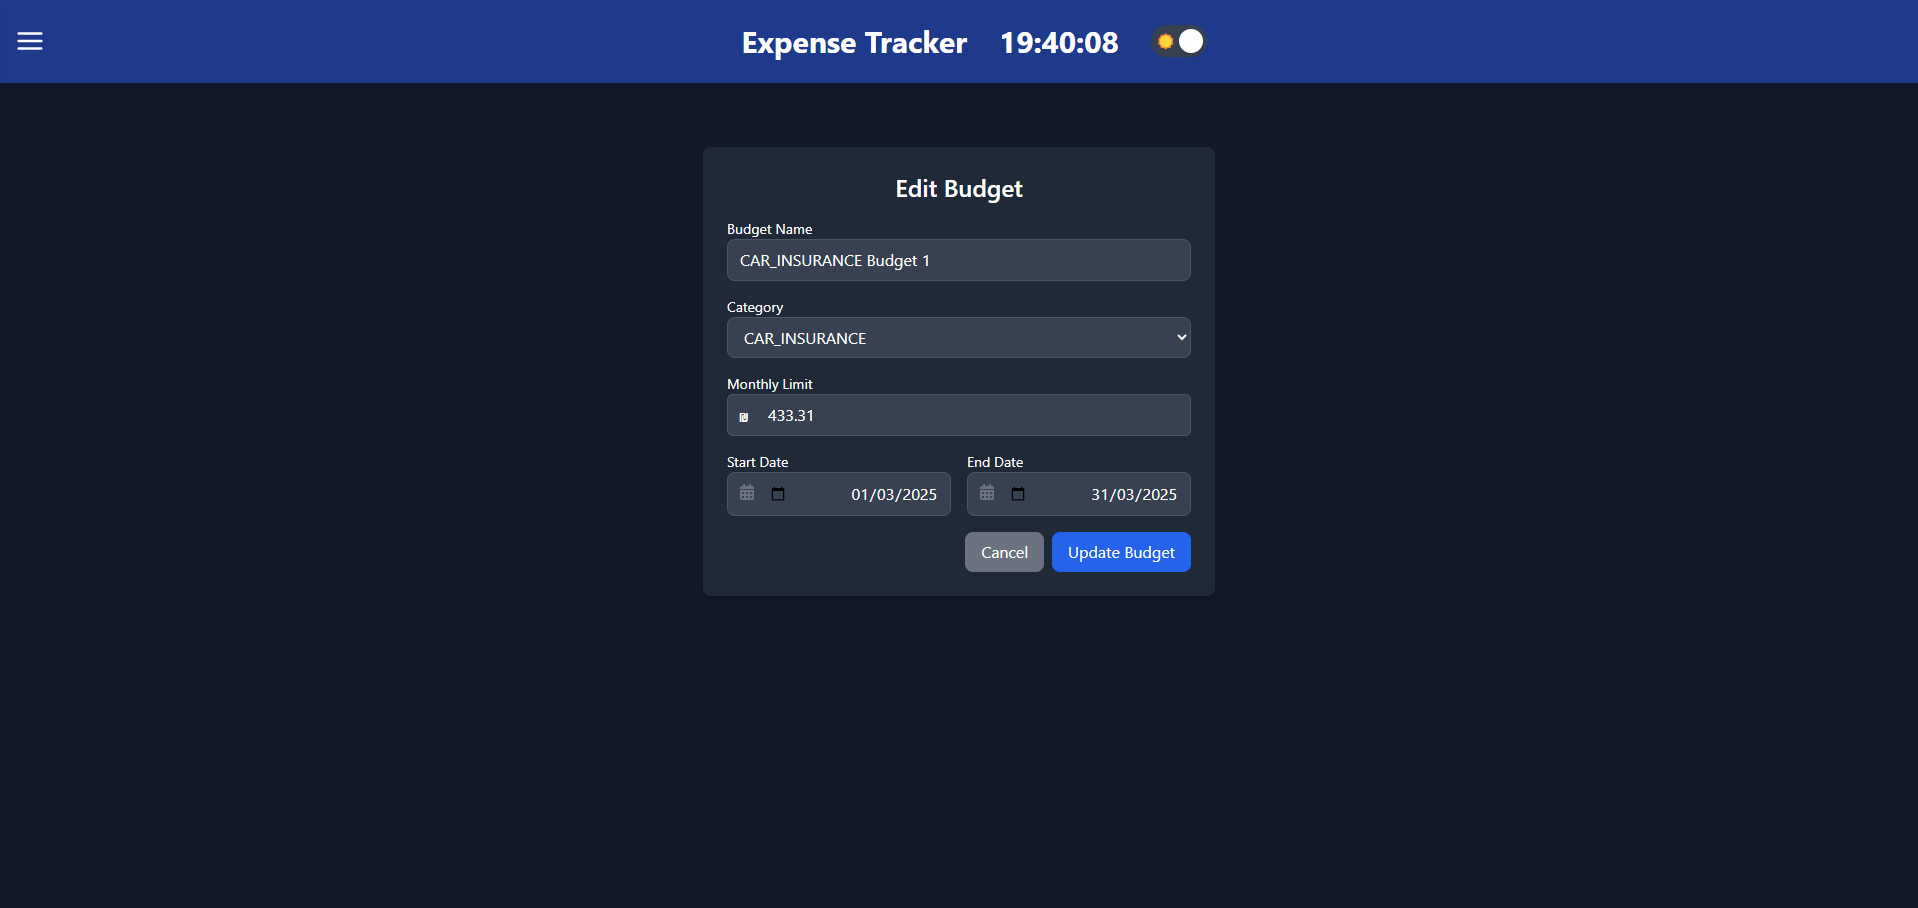 Expense Tracker 19:40:08
Edit Budget
Budget Name
CAR_INSURANCE Budget 1
Category
CAR_INSURANCE
Monthly Limit
₪ 433.31
Start Date End Date
01/03/2025 31/03/2025
Cancel Update Budget